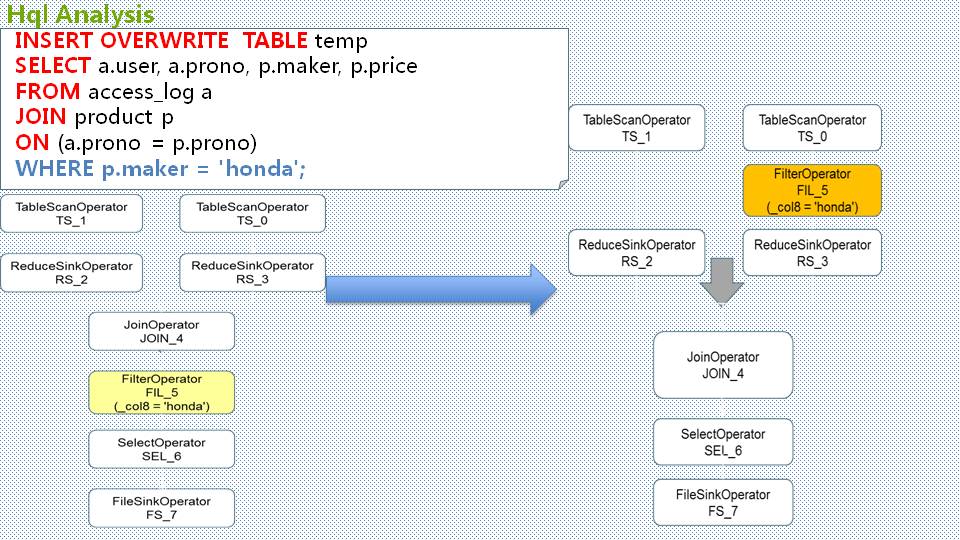 Hql Analysis
INSERT OVERWRITE TABLE temp
SELECT a.user, a.prono, p.maker, p.price
FROM access_log a
JOIN product p
ON (a.prono = p.prono)
WHERE p.maker = 'honda';
TableScanOperator
TS_1
TableScanOperator
TS_0
ReduceSinkOperator
RS_2
ReduceSinkOperator
RS_3
JoinOperator
JOIN_4
FilterOperator
FIL_5
(_col8 = 'honda')
SelectOperator
SEL_6
FileSinkOperator
FS_7
TableScanOperator
TS_1
TableScanOperator
TS_0
FilterOperator
FIL_5
(_col8 = 'honda')
ReduceSinkOperator
RS_2
ReduceSinkOperator
RS_3
JoinOperator
JOIN_4
SelectOperator
SEL_6
FileSinkOperator
FS_7